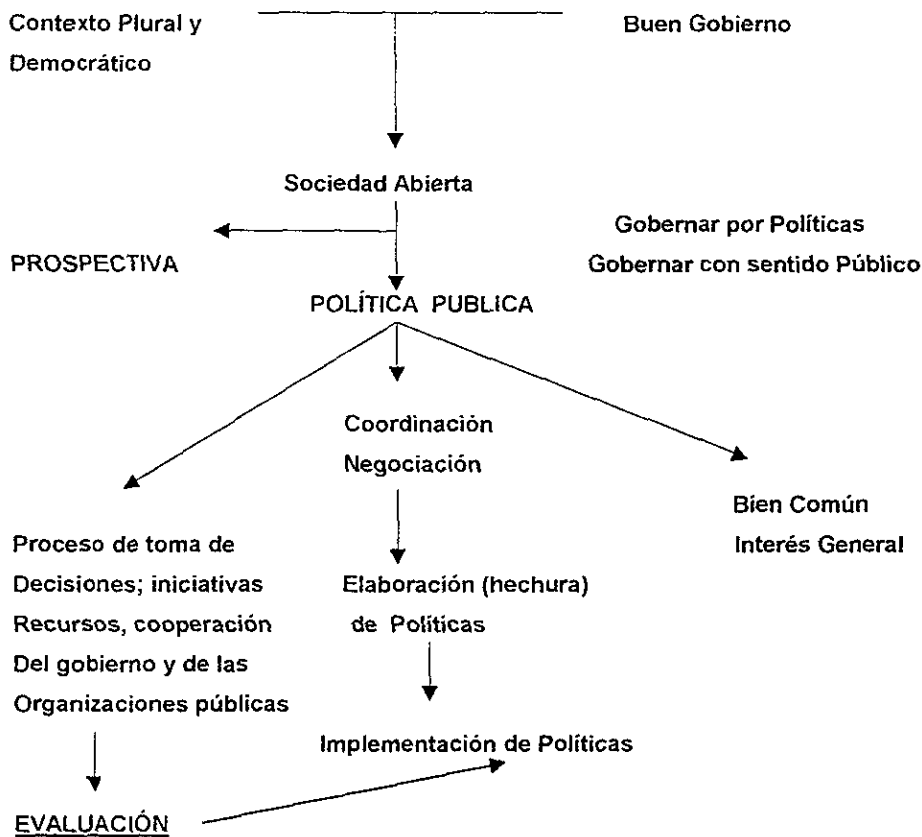 Contexto Plural y
Democrático
Buen Gobierno
Sociedad Abierta
PROSPECTIVA
Gobernar por Políticas
Gobernar con sentido Público
POLÍTICA PUBLICA
Coordinación
Negociación
Bien Común
Interés General
Proceso de toma de
Decisiones; iniciativas
Recursos, cooperación
Del gobierno y de las
Organizaciones públicas
Elaboración (hechura)
de Políticas
Implementación de Políticas
EVALUACIÓN